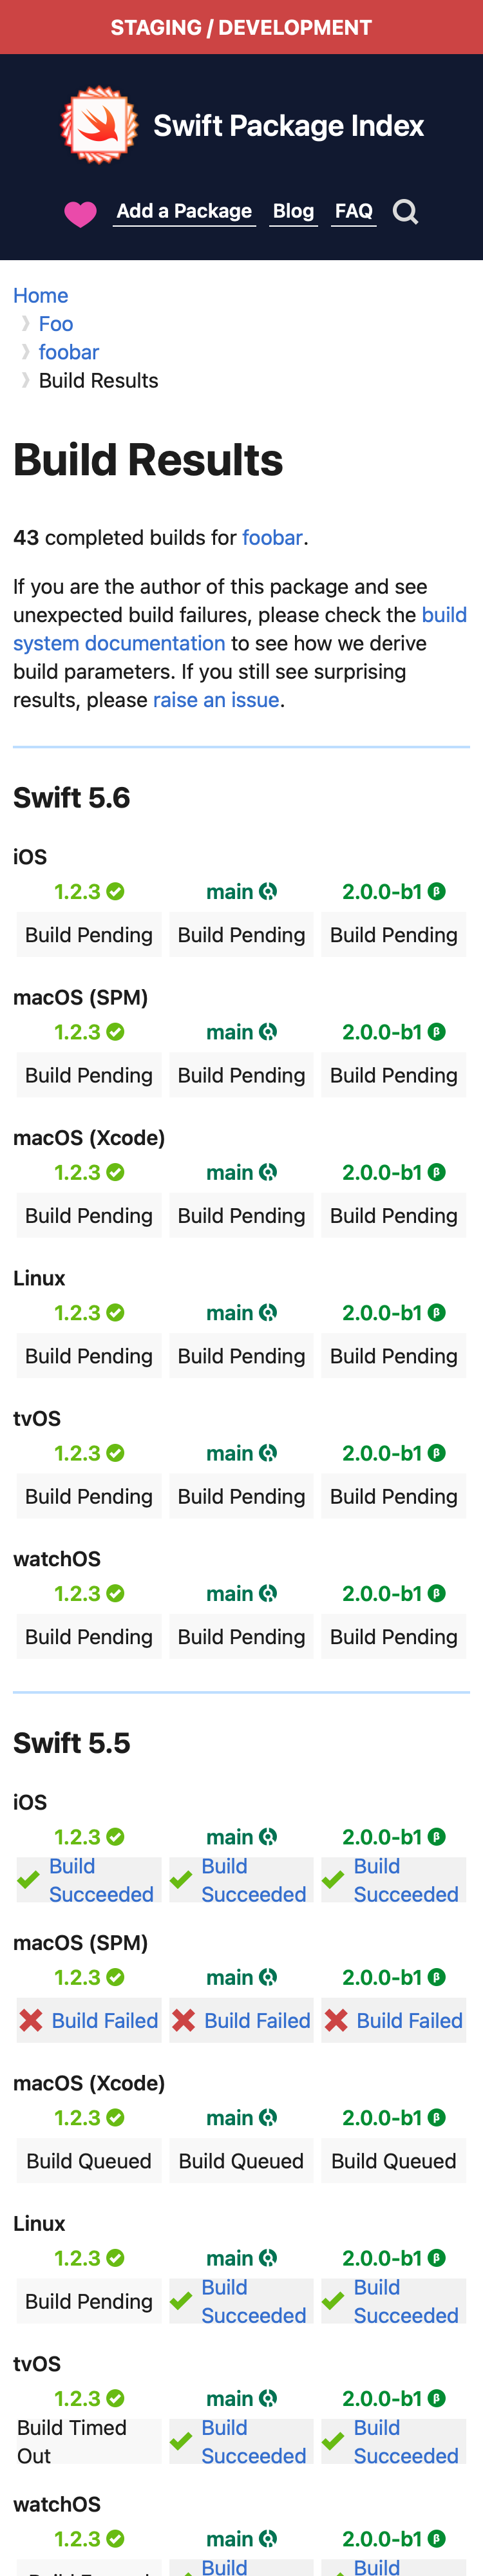 STAGING / DEVELOPMENT
Swift Package Index
Add a Package Blog FAQ
Home
Foo
foobar
Build Results
Build Results
43 completed builds for foobar.
If you are the author of this package and see
unexpected build failures, please check the build
system documentation to see how we derive
build parameters. If you still see surprising
results, please raise an issue.
Swift 5.6
iOS
1.2.3 main 2.0.0-b1 β
Build Pending Build Pending Build Pending
macOS (SPM)
1.2.3 main 2.0.0-b1 β
Build Pending Build Pending Build Pending
macOS (Xcode)
1.2.3 main 2.0.0-b1 β
Build Pending Build Pending Build Pending
Linux
1.2.3 main 2.0.0-b1 β
Build Pending Build Pending Build Pending
tvOS
1.2.3 main 2.0.0-b1 β
Build Pending Build Pending Build Pending
watchOS
1.2.3 main 2.0.0-b1 β
Build Pending Build Pending Build Pending
Swift 5.5
iOS
1.2.3 main 2.0.0-b1 β
Build Build Build
Succeeded Succeeded Succeeded
macOS (SPM)
1.2.3 main 2.0.0-b1 β
Build Failed Build Failed Build Failed
macOS (Xcode)
1.2.3 main 2.0.0-b1 β
Build Queued Build Queued Build Queued
Linux
1.2.3 main 2.0.0-b1 β
Build Pending Build Succeeded Build Succeeded
tvOS
1.2.3 main 2.0.0-b1 β
Build Timed Out Build Succeeded Build Succeeded
watchOS
1.2.3 main 2.0.0-b1 β
Build Build